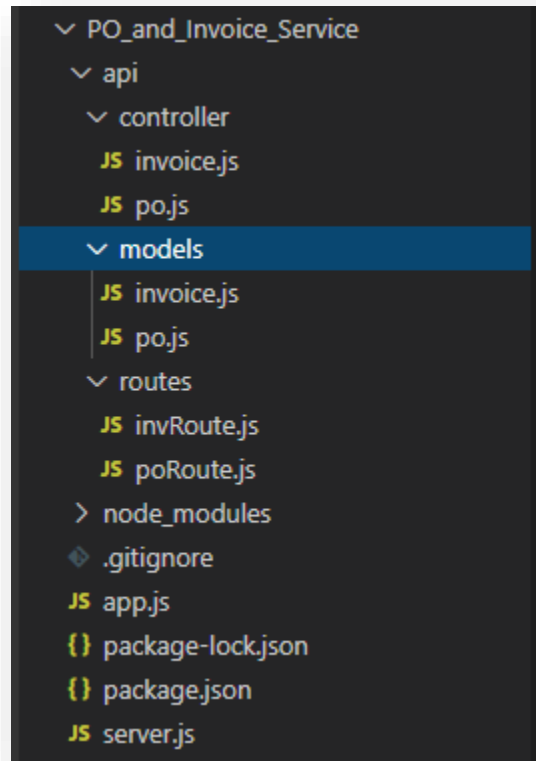 PO_and_Invoice_Service
api
controller
JS invoice.js
JS po.js
models
JS invoice.js
JS po.js
routes
JS invRoute.js
JS poRoute.js
node_modules
.gitignore
JS app.js
{} package-lock.json
{} package.json
JS server.js